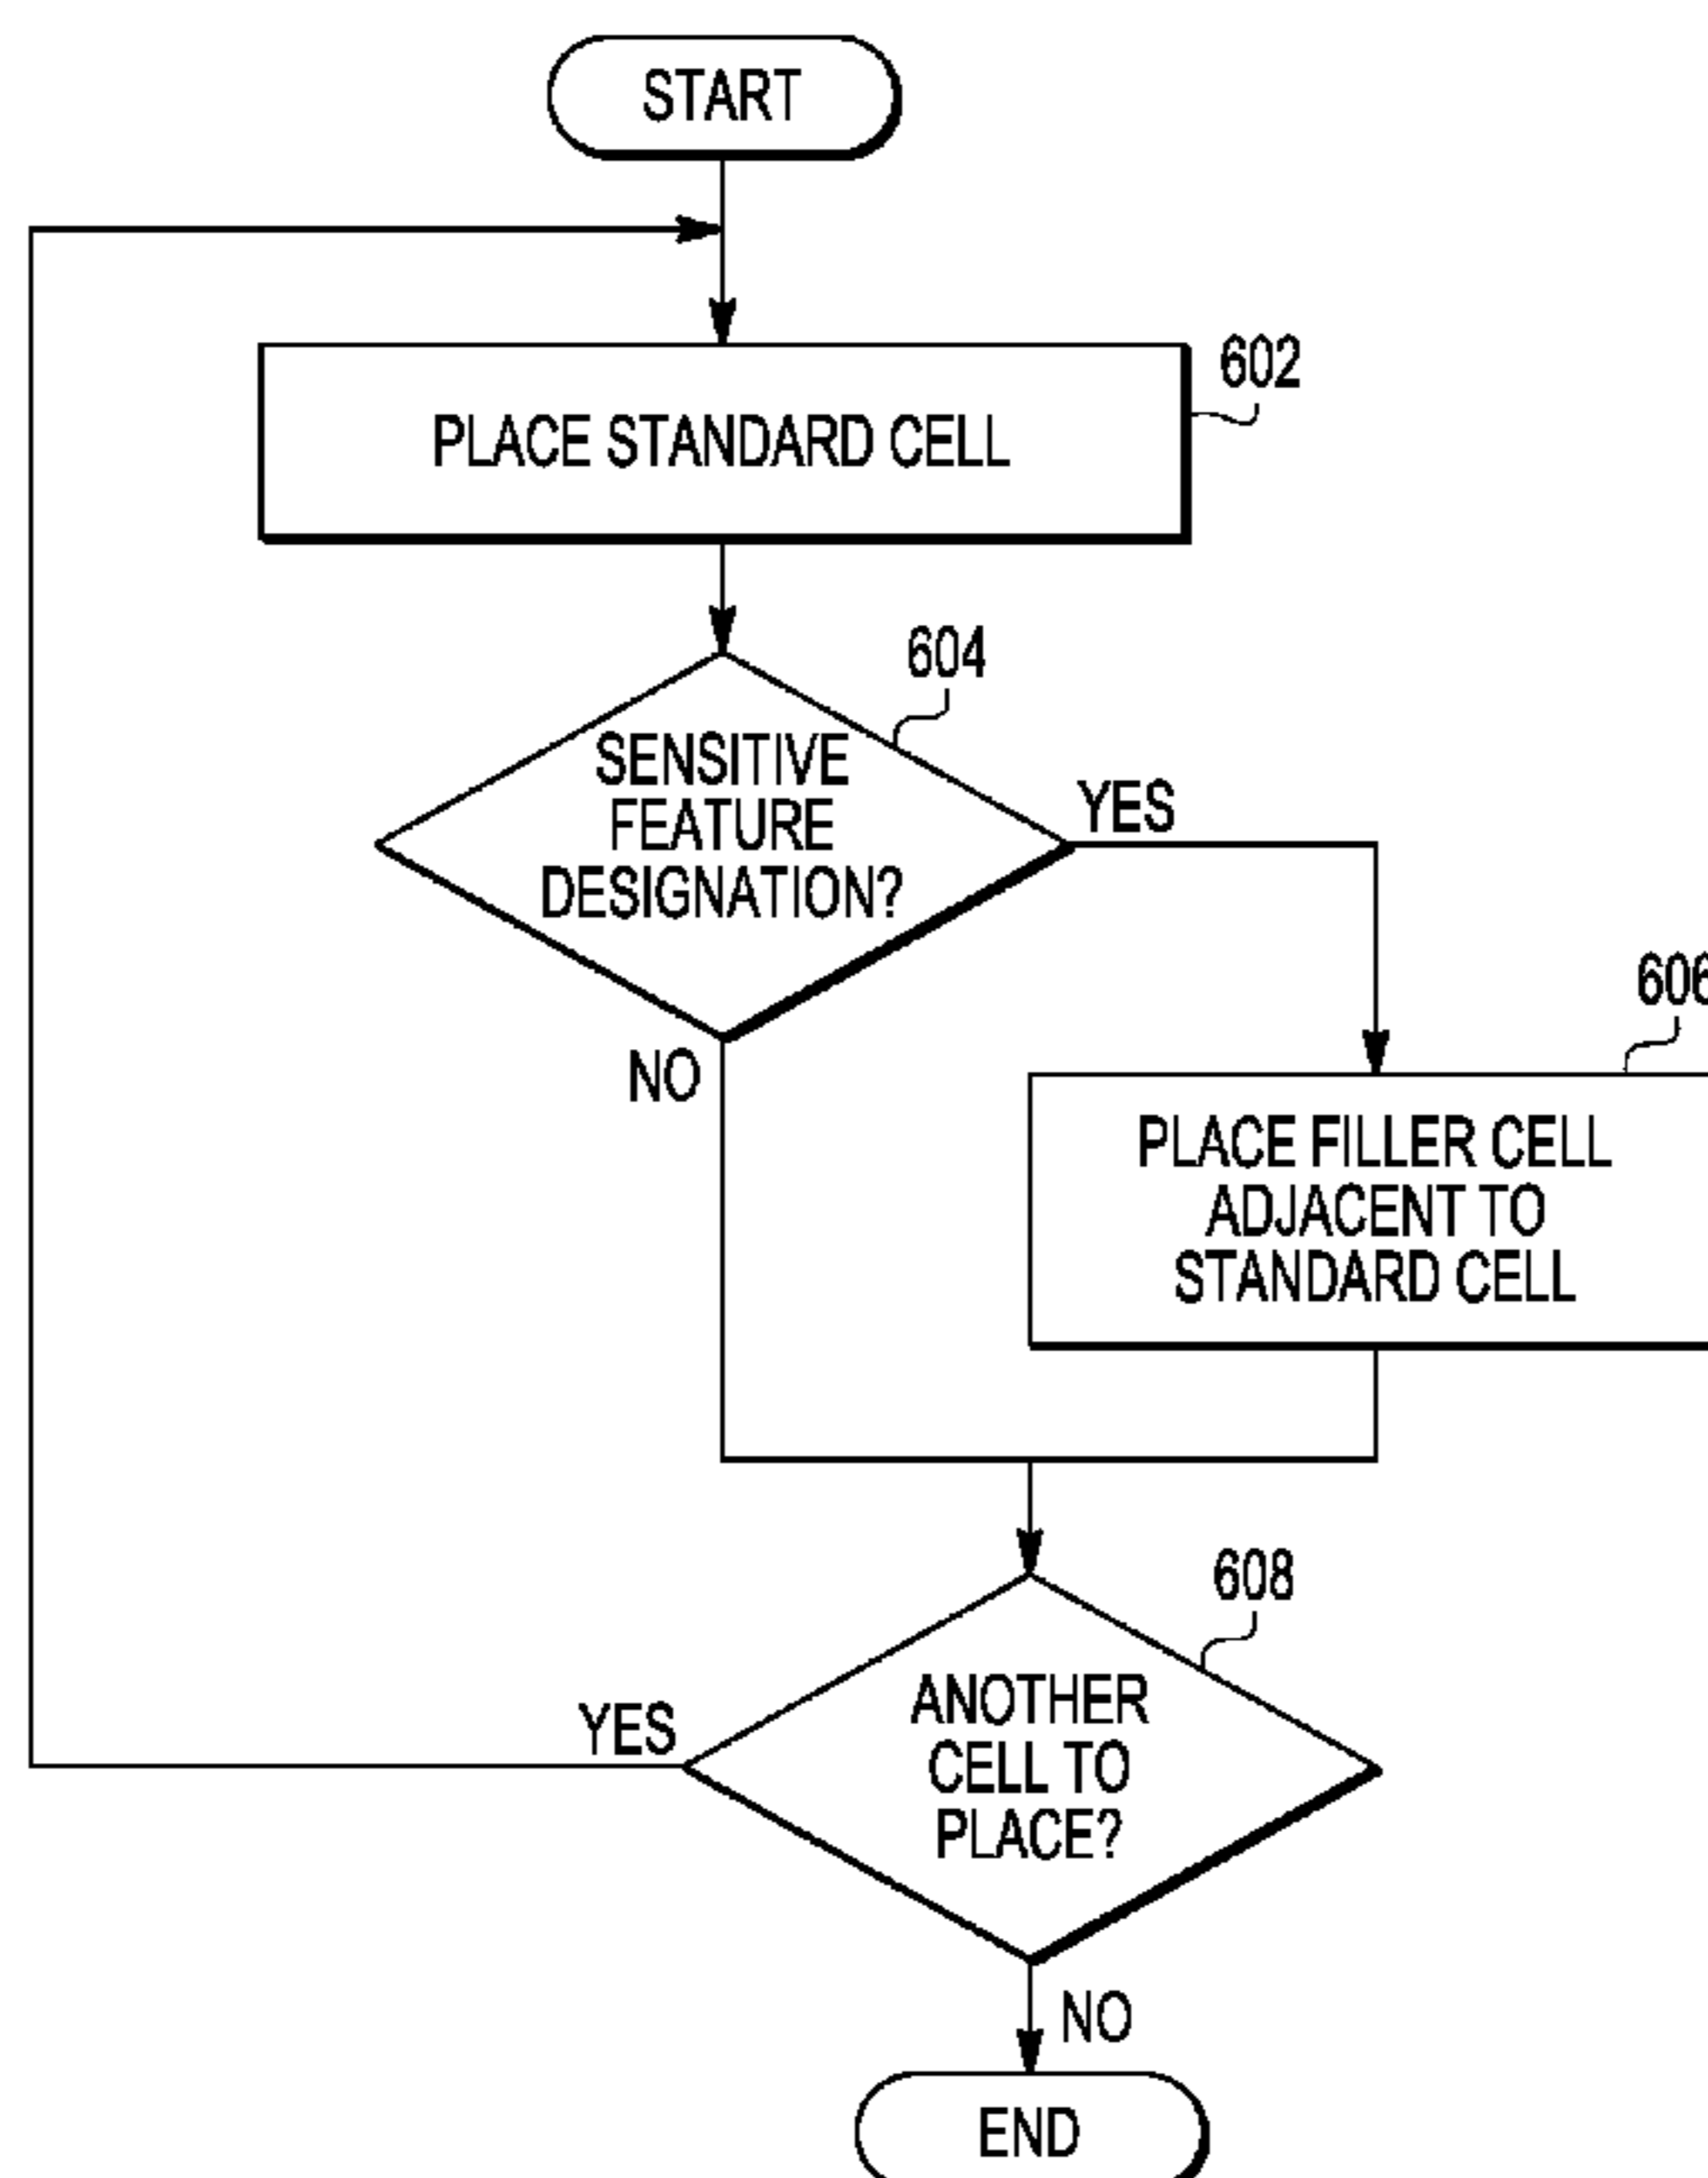 START
602
PLACE STANDARD CELL
604
SENSITIVE
FEATURE
DESIGNATION?
YES
NO
606
PLACE FILLER CELL
ADJACENT TO
STANDARD CELL
608
ANOTHER
CELL TO
PLACE?
YES
NO
END